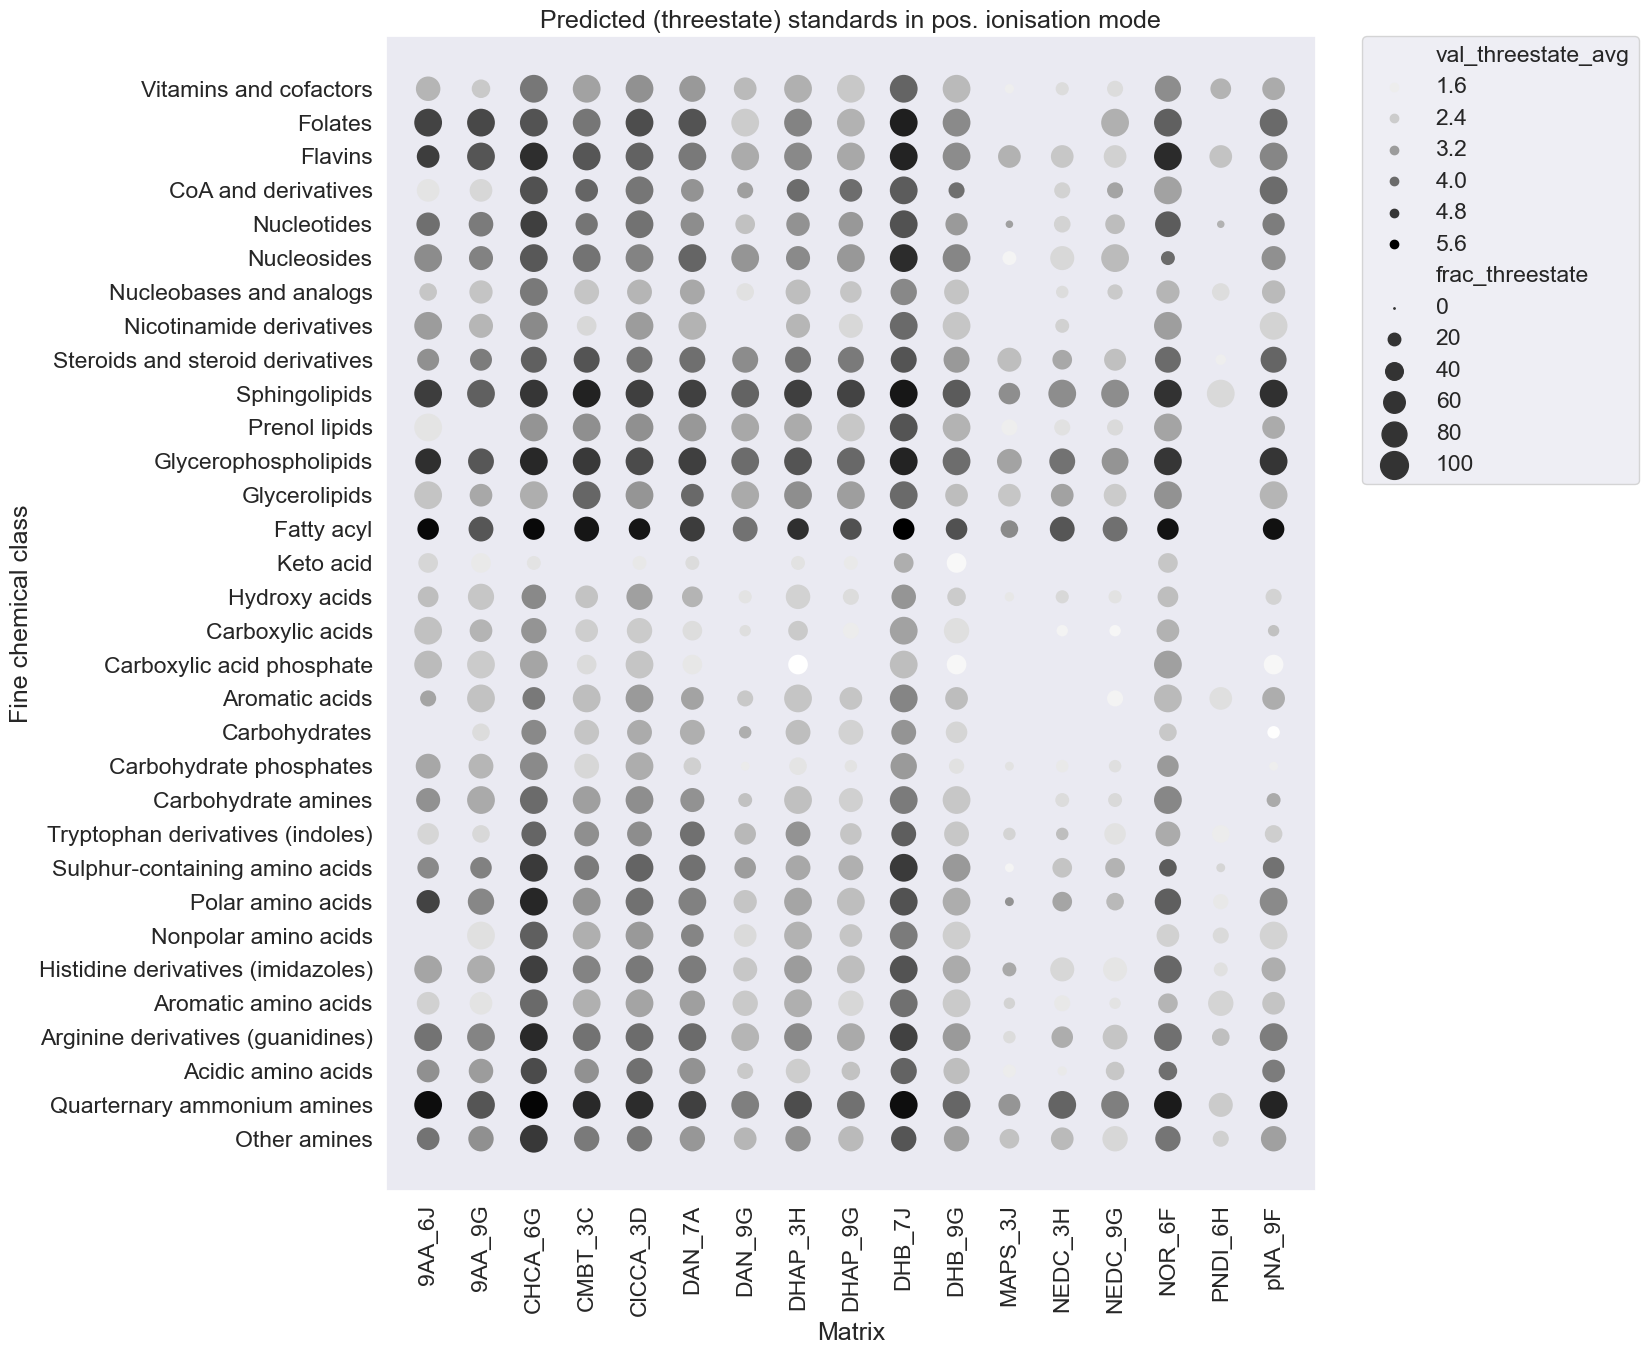 Predicted (threestate) standards in pos. ionisation mode
Fine chemical class
Vitamins and cofactors
Folates
Flavins
CoA and derivatives
Nucleotides
Nucleosides
Nucleobases and analogs
Nicotinamide derivatives
Steroids and steroid derivatives
Sphingolipids
Prenol lipids
Glycerophospholipids
Glycerolipids
Fatty acyl
Keto acid
Hydroxy acids
Carboxylic acids
Carboxylic acid phosphate
Aromatic acids
Carbohydrates
Carbohydrate phosphates
Carbohydrate amines
Tryptophan derivatives (indoles)
Sulphur-containing amino acids
Polar amino acids
Nonpolar amino acids
Histidine derivatives (imidazoles)
Aromatic amino acids
Arginine derivatives (guanidines)
Acidic amino acids
Quarternary ammonium amines
Other amines
9AA_6J
9AA_9G
CHCA_6G
CMBT_3C
ClCCA_3D
DAN_7A
DAN_9G
DHAP_3H
DHAP_9G
DHB_7J
DHB_9G
MAPS_3J
NEDC_3H
NEDC_9G
NOR_6F
PNDI_6H
pNA_9F
Matrix
val_threestate_avg
1.6
2.4
3.2
4.0
4.8
5.6
frac_threestate
0
20
40
60
80
100